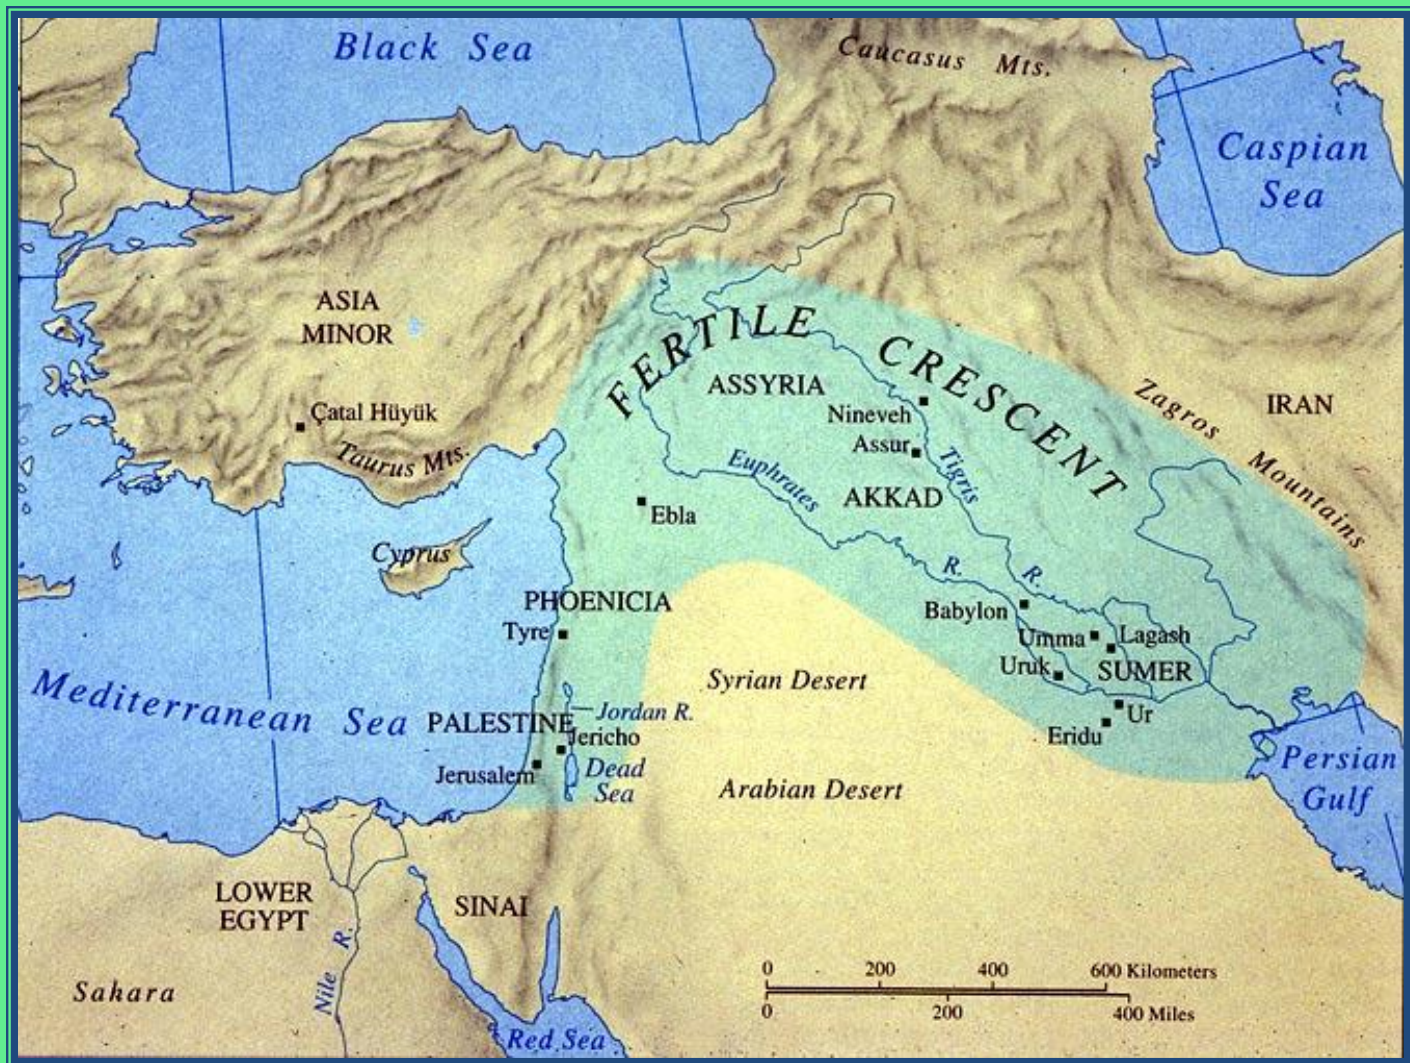 Black Sea
Caucasus Mts.
Caspian
Sea
ASIA
MINOR
FERTILE CRESCENT
ASSYRIA
Nineveh
Assur
Zagros Mountains
IRAN
Çatal Hüyük
Taurus Mts.
Euphrates R.
Tigris R.
AKKAD
Ebla
Cyprus
PHOENICIA
Tyre
Babylon
Umma
Lagash
Uruk
SUMER
Ur
Eridu
Mediterranean Sea
Syrian Desert
PALESTINE
Jordan R.
Jericho
Jerusalem
Dead
Sea
Arabian Desert
Persian
Gulf
LOWER
EGYPT
SINAI
Nile R.
Sahara
Red Sea
0 200 400 600 Kilometers
0 200 400 Miles